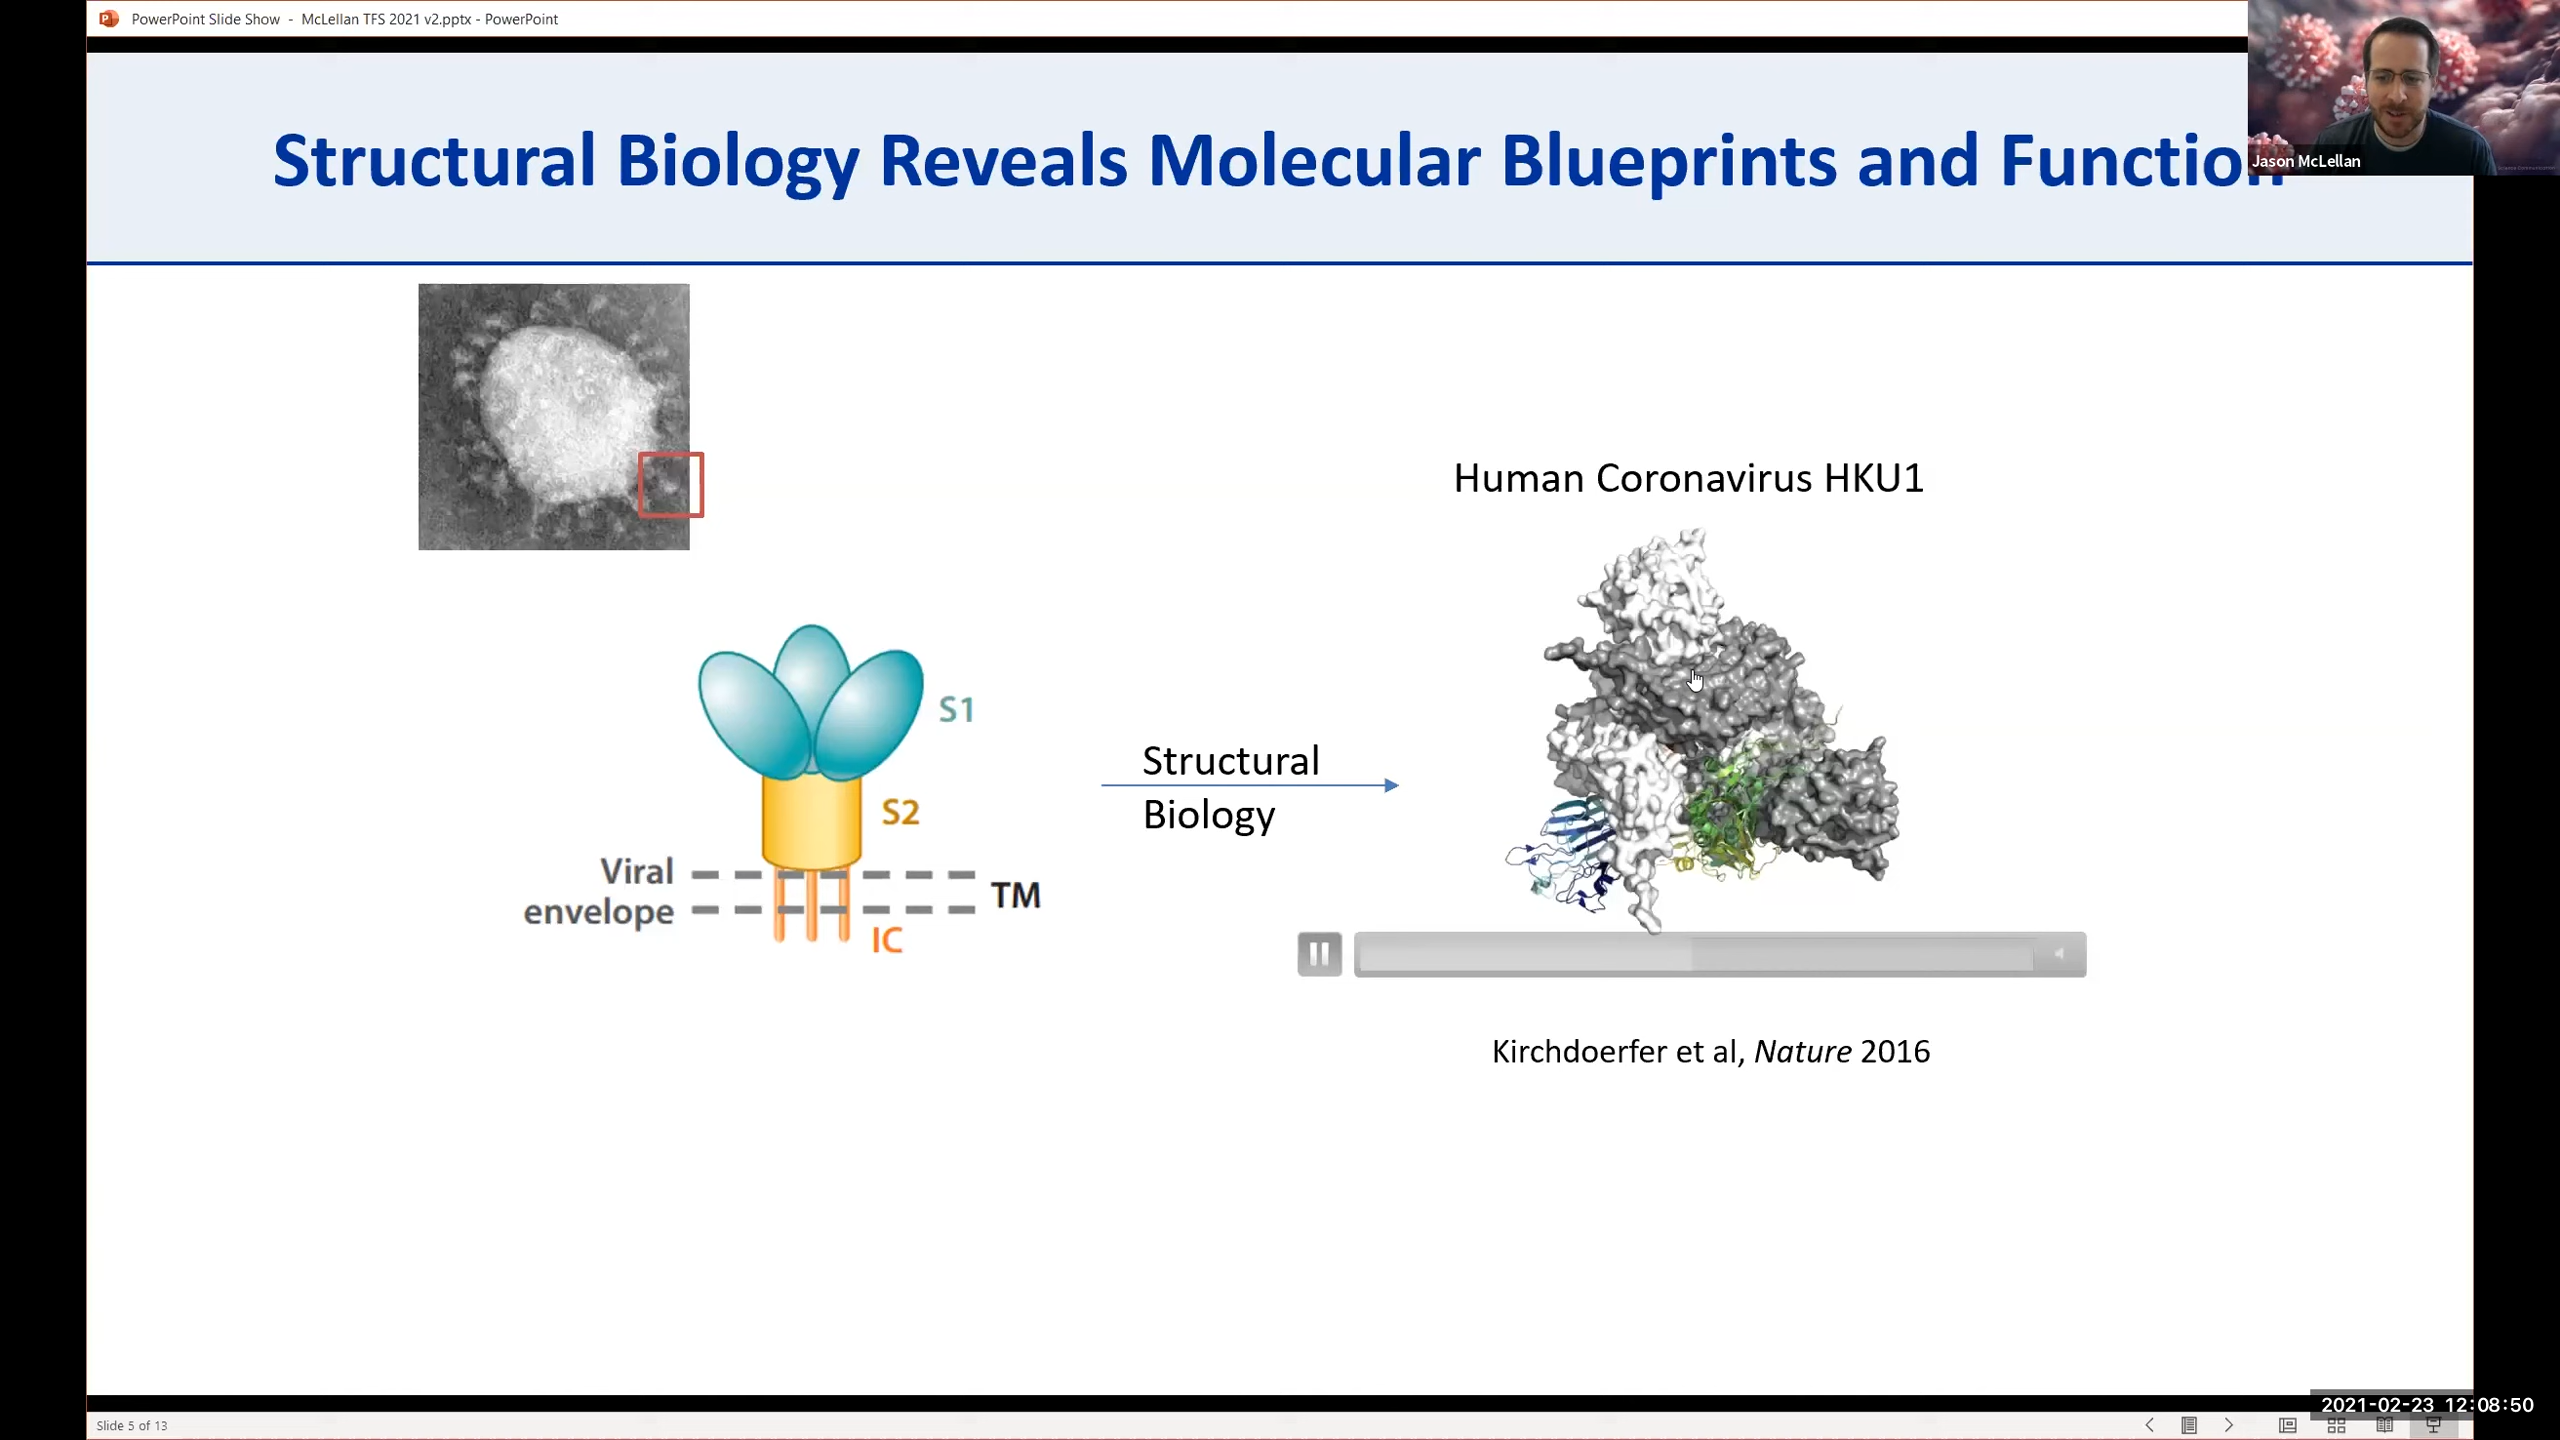 PowerPoint Slide Show - McLellan TFS 2021 v2.pptx - PowerPoint
Structural Biology Reveals Molecular Blueprints and Function
Jason McLellan
Human Coronavirus HKU1
S1
Structural
Biology
S2
Viral
envelope
TM
IC
Kirchdoerfer et al, Nature 2016
2021-02-23 12:08:50
Slide 5 of 13